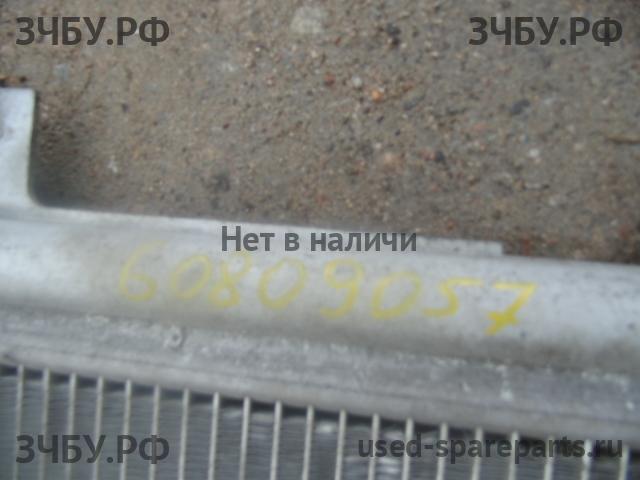 ЗЧБУ.РФ ЗЧБУ.РФ
Нет в наличи
60809057
ЗЧБУ.РФ used-spareparts.ru